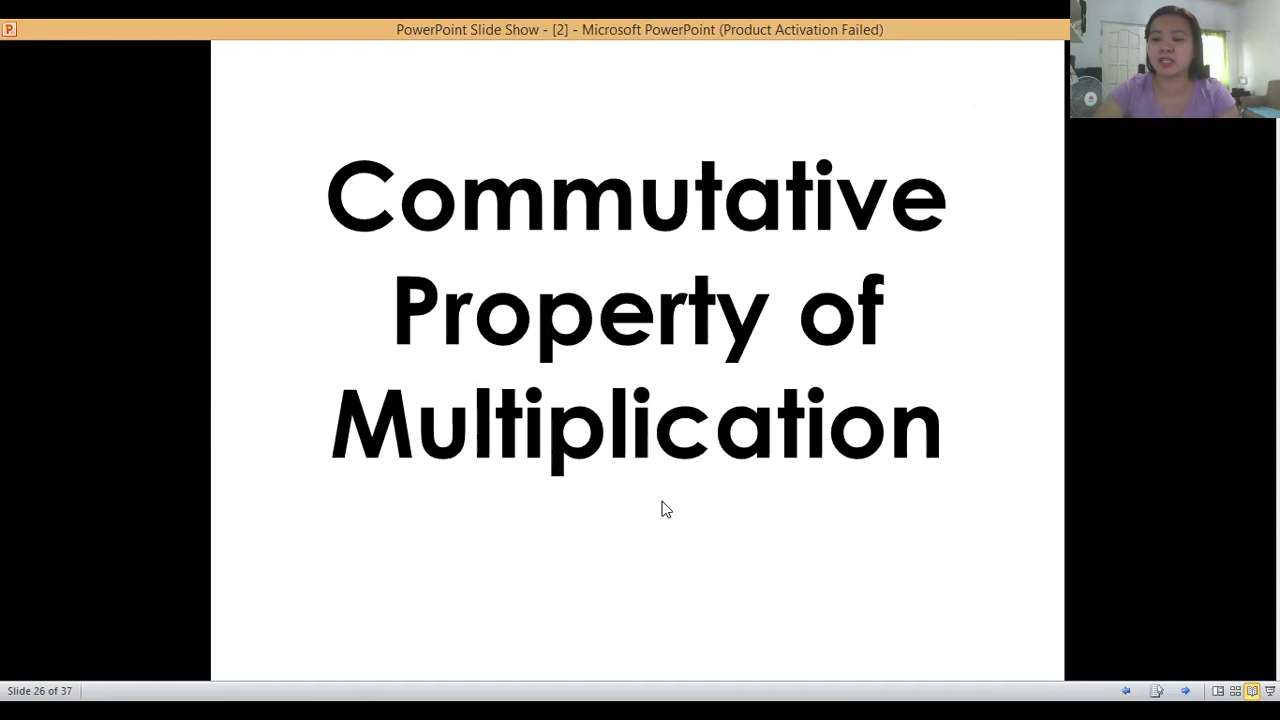 PowerPoint Slide Show - [2] - Microsoft PowerPoint (Product Activation Failed)
Commutative
Property of
Multiplication
Slide 26 of 37